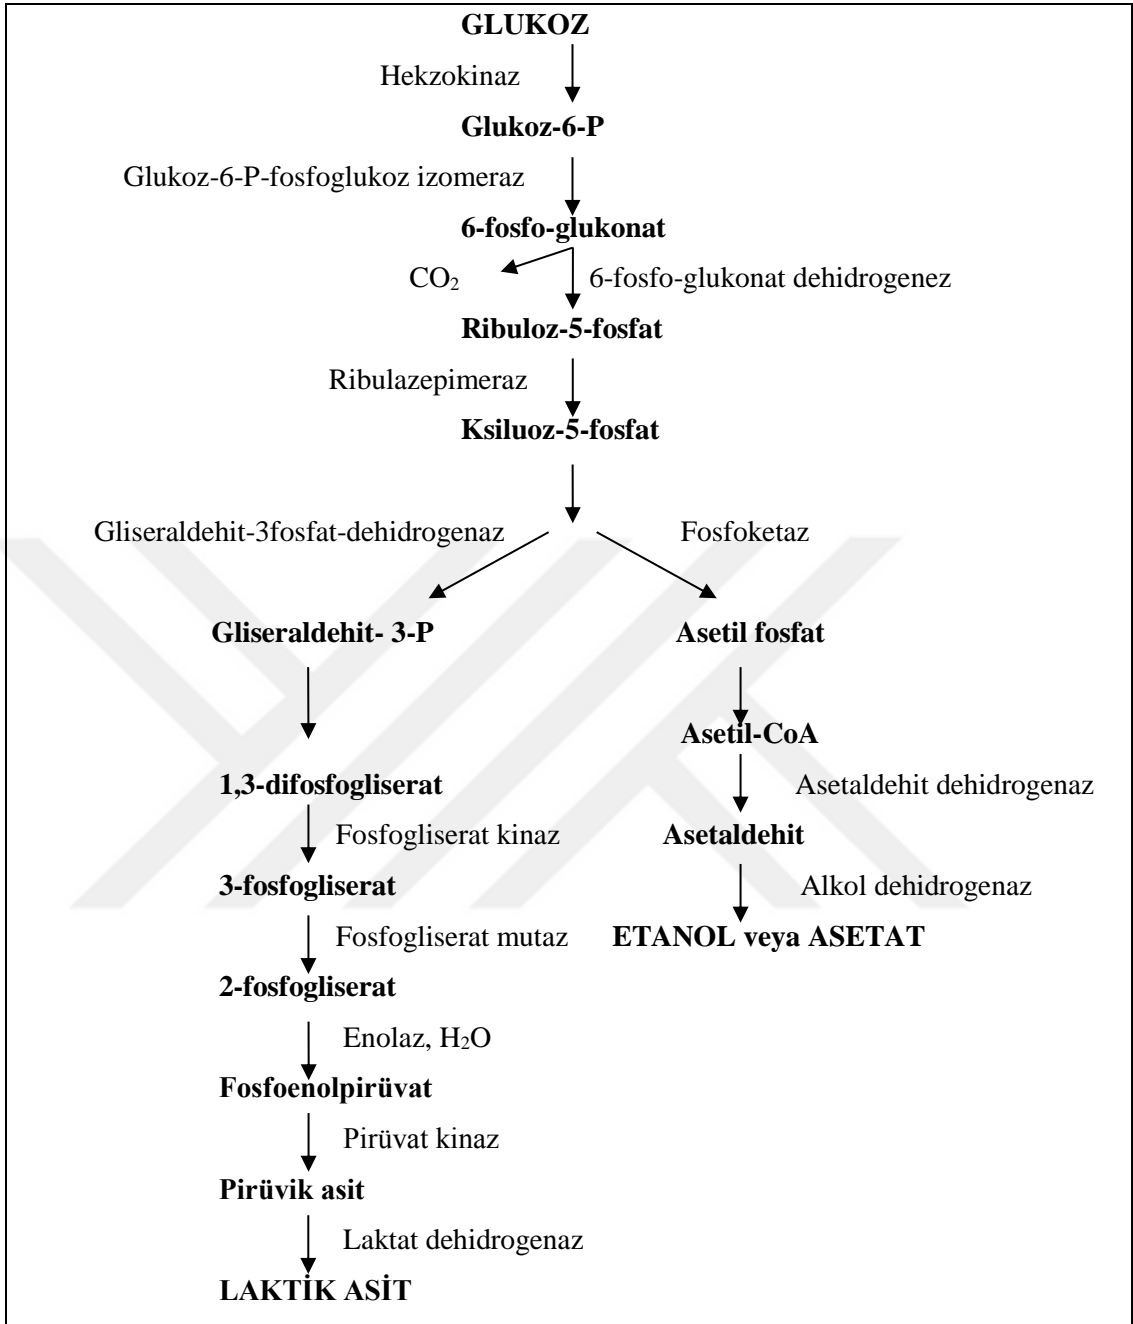 GLUKOZ
Hekzokinaz
Glukoz-6-P
Glukoz-6-P-fosfoglukoz izomeraz
6-fosfo-glukonat
CO₂ 6-fosfo-glukonat dehidrogenez
Ribuloz-5-fosfat
Ribulazepimeraz
Ksiluoz-5-fosfat
Gliseraldehit-3fosfat-dehidrogenaz Fosfoketaz
Gliseraldehit- 3-P Asetil fosfat
Asetil-CoA
1,3-difosfogliserat Asetaldehit dehidrogenaz
Fosfogliserat kinaz Asetaldehit
3-fosfogliserat Alkol dehidrogenaz
Fosfogliserat mutaz ETANOL veya ASETAT
2-fosfogliserat
Enolaz, H₂O
Fosfoenolpirüvat
Pirüvat kinaz
Pirüvik asit
Laktat dehidrogenaz
LAKTİK ASİT